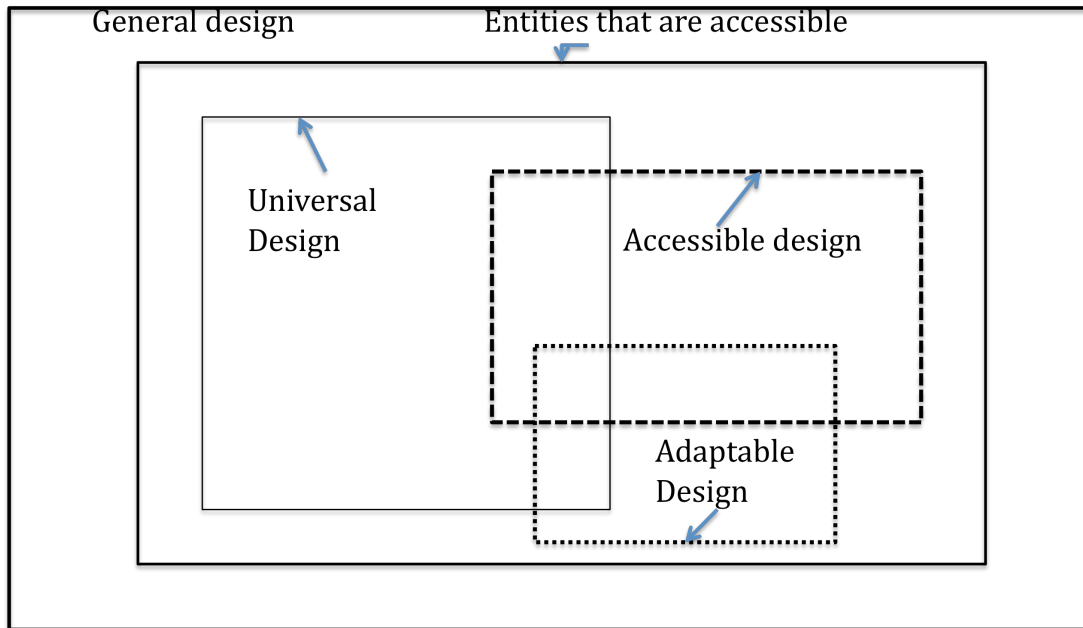 General design
Entities that are accessible
Universal
Design
Accessible design
Adaptable
Design